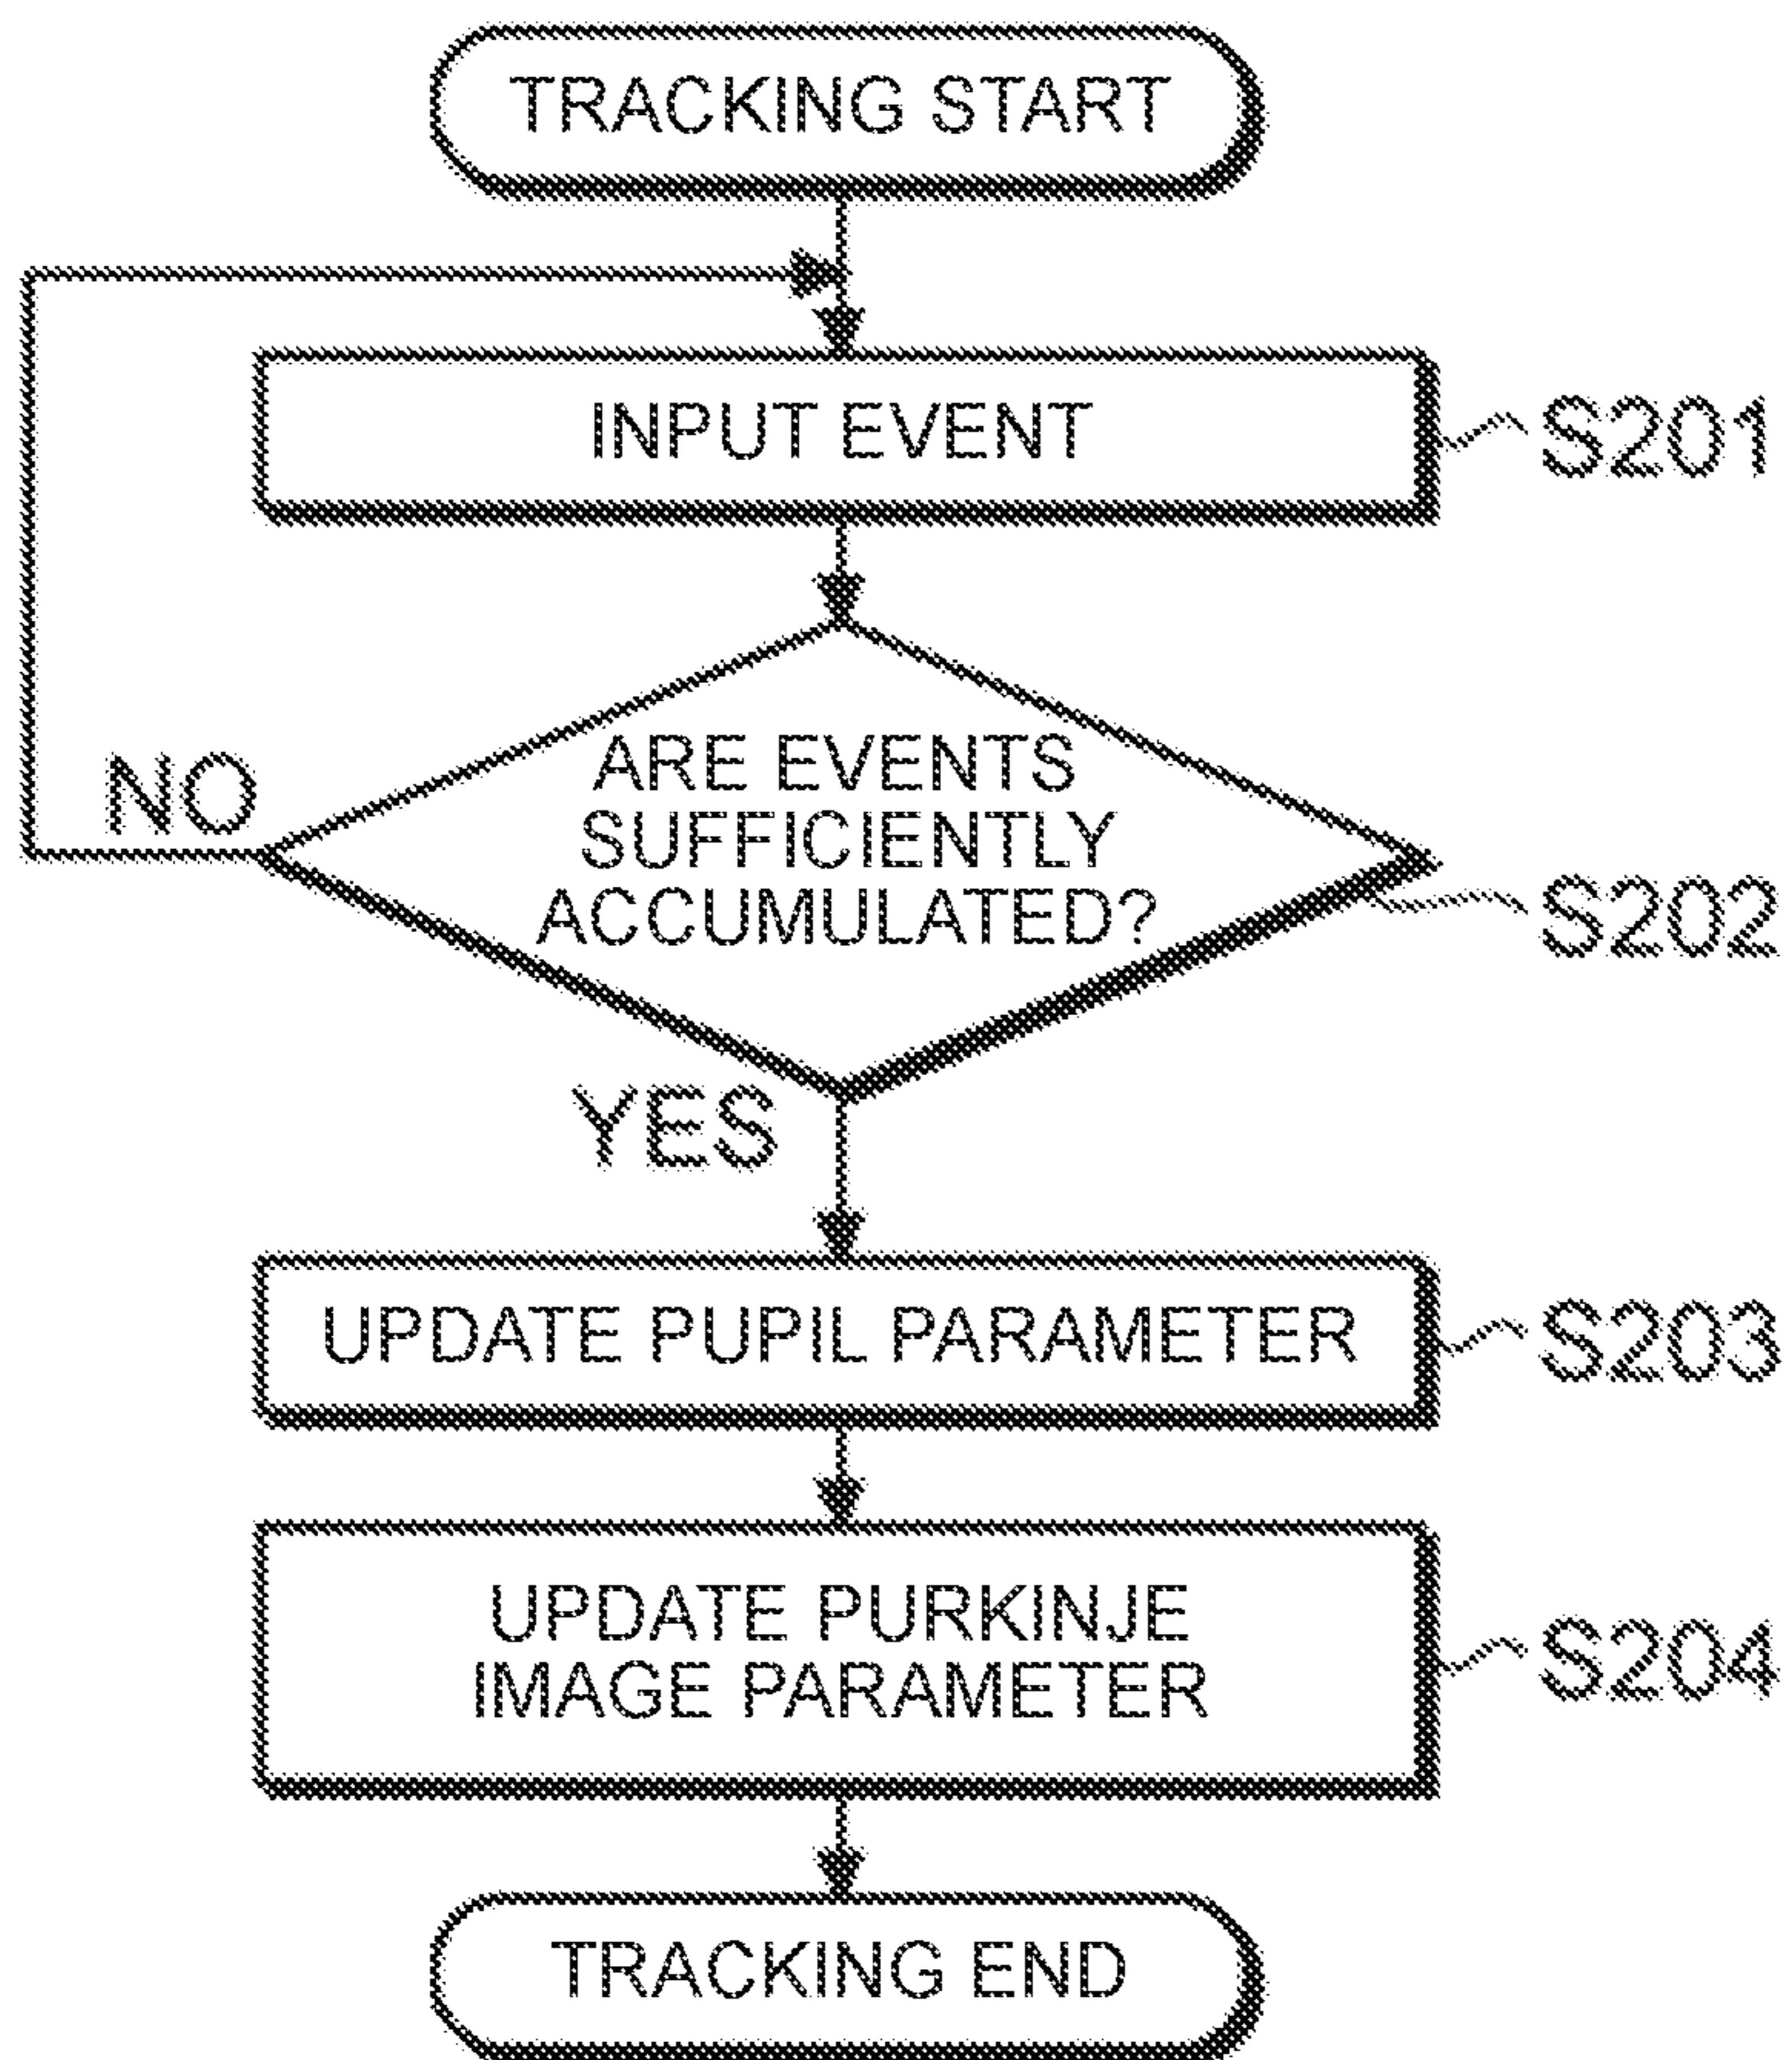 TRACKING START
INPUT EVENT
S201
ARE EVENTS
SUFFICIENTLY
ACCUMULATED?
NO
S202
YES
UPDATE PUPIL PARAMETER
S203
UPDATE PURKINJE
IMAGE PARAMETER
S204
TRACKING END